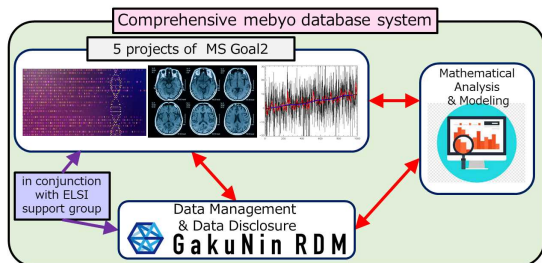 Comprehensive mebyo database system
5 projects of MS Goal2
Mathematical
Analysis
& Modeling
in conjunction
with ELSI
support group
Data Management
& Data Disclosure
GakuNin RDM